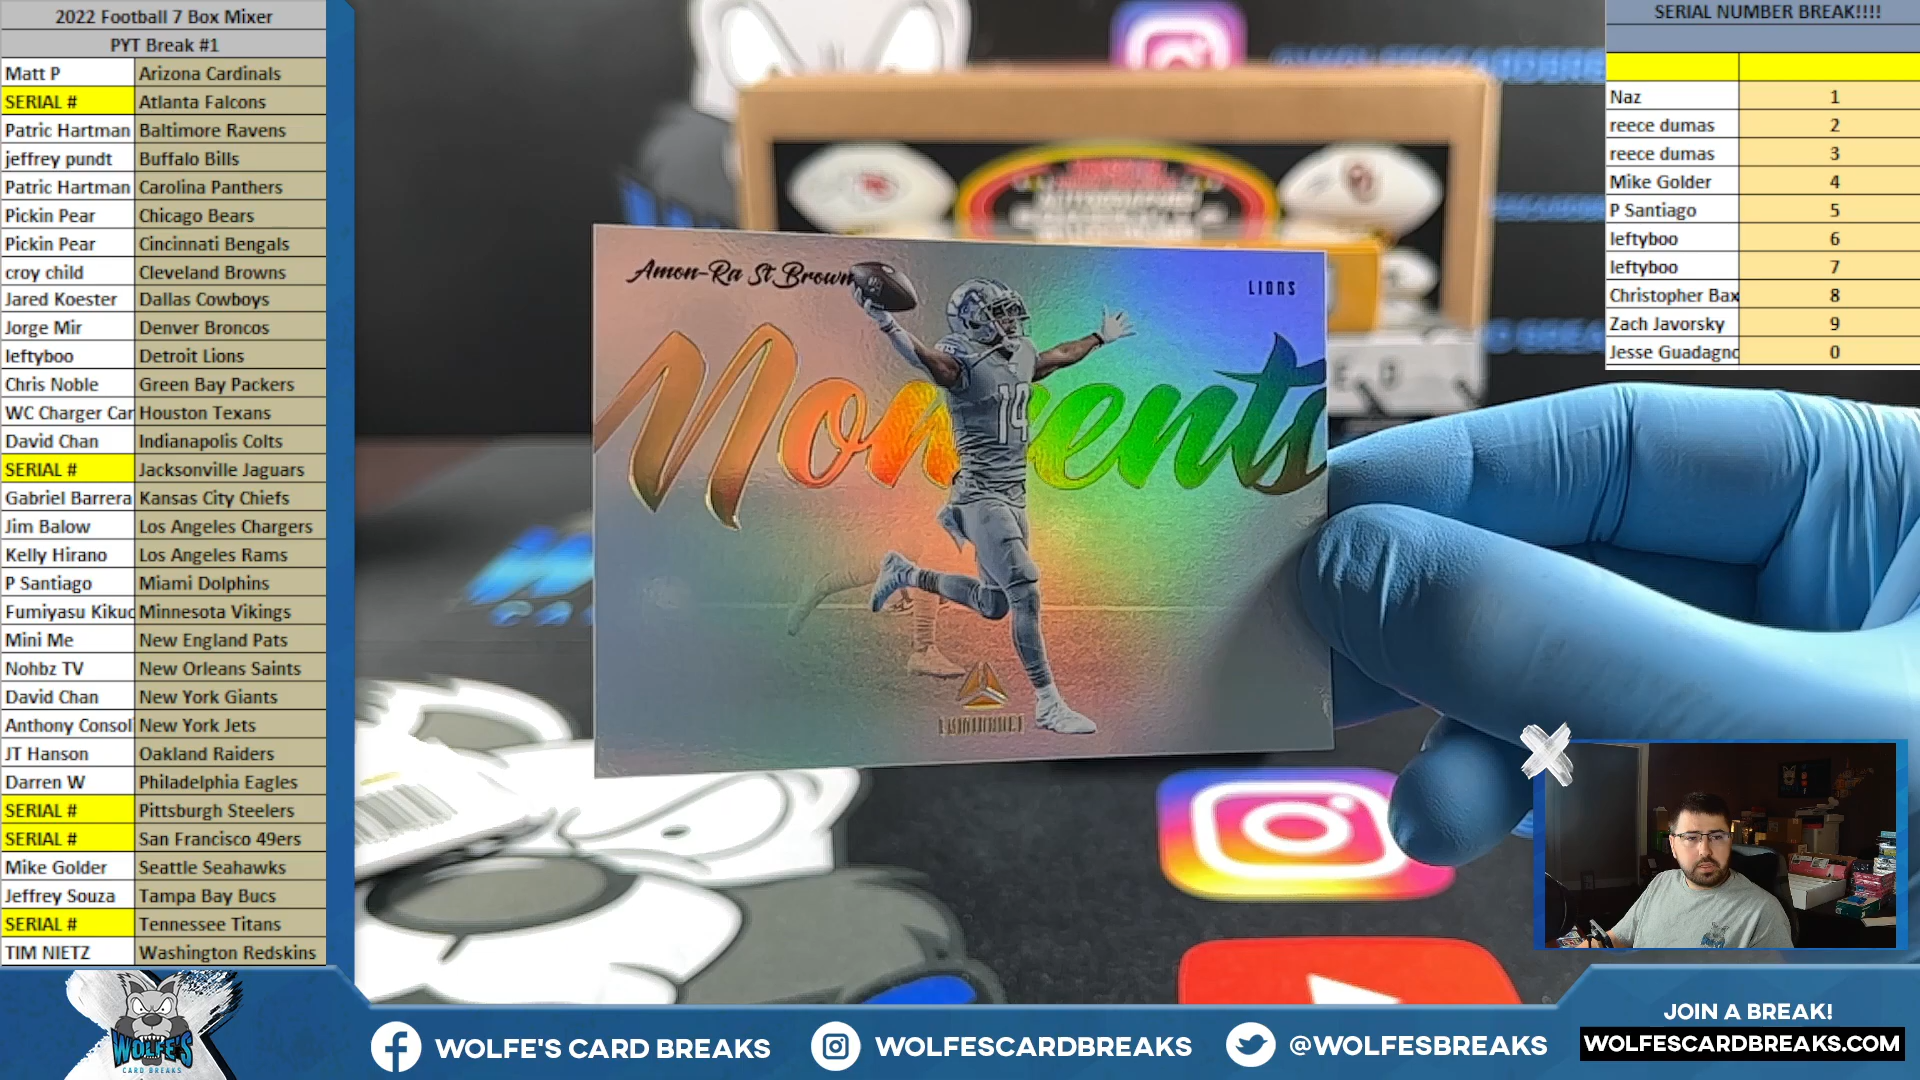 2022 Football 7 Box Mixer
PYT Break #1
Matt P Arizona Cardinals
SERIAL # Atlanta Falcons
Patric Hartman Baltimore Ravens
jeffrey pundt Buffalo Bills
Patric Hartman Carolina Panthers
Pickin Pear Chicago Bears
Pickin Pear Cincinnati Bengals
croy child Cleveland Browns
Jared Koester Dallas Cowboys
Jorge Mir Denver Broncos
leftyboo Detroit Lions
Chris Noble Green Bay Packers
WC Charger Car Houston Texans
David Chan Indianapolis Colts
SERIAL # Jacksonville Jaguars
Gabriel Barrera Kansas City Chiefs
Jim Balow Los Angeles Chargers
Kelly Hirano Los Angeles Rams
P Santiago Miami Dolphins
Fumiyasu Kikuc Minnesota Vikings
Mini Me New England Pats
Nohbz TV New Orleans Saints
David Chan New York Giants
Anthony Consol New York Jets
JT Hanson Oakland Raiders
Darren W Philadelphia Eagles
SERIAL # Pittsburgh Steelers
SERIAL # San Francisco 49ers
Mike Golder Seattle Seahawks
Jeffrey Souza Tampa Bay Bucs
SERIAL # Tennessee Titans
TIM NIETZ Washington Redskins
Amon-Ra St Brown
LIONS
Moments
14
LUMINANCE
SERIAL NUMBER BREAK!!!!
Naz 1
reece dumas 2
reece dumas 3
Mike Golder 4
P Santiago 5
leftyboo 6
leftyboo 7
Christopher Bax 8
Zach Javorsky 9
Jesse Guadagno 0
WOLFE'S
CARD BREAKS
WOLFE'S CARD BREAKS
WOLFESCARDBREAKS
@WOLFESBREAKS
JOIN A BREAK!
WOLFESCARDBREAKS.COM